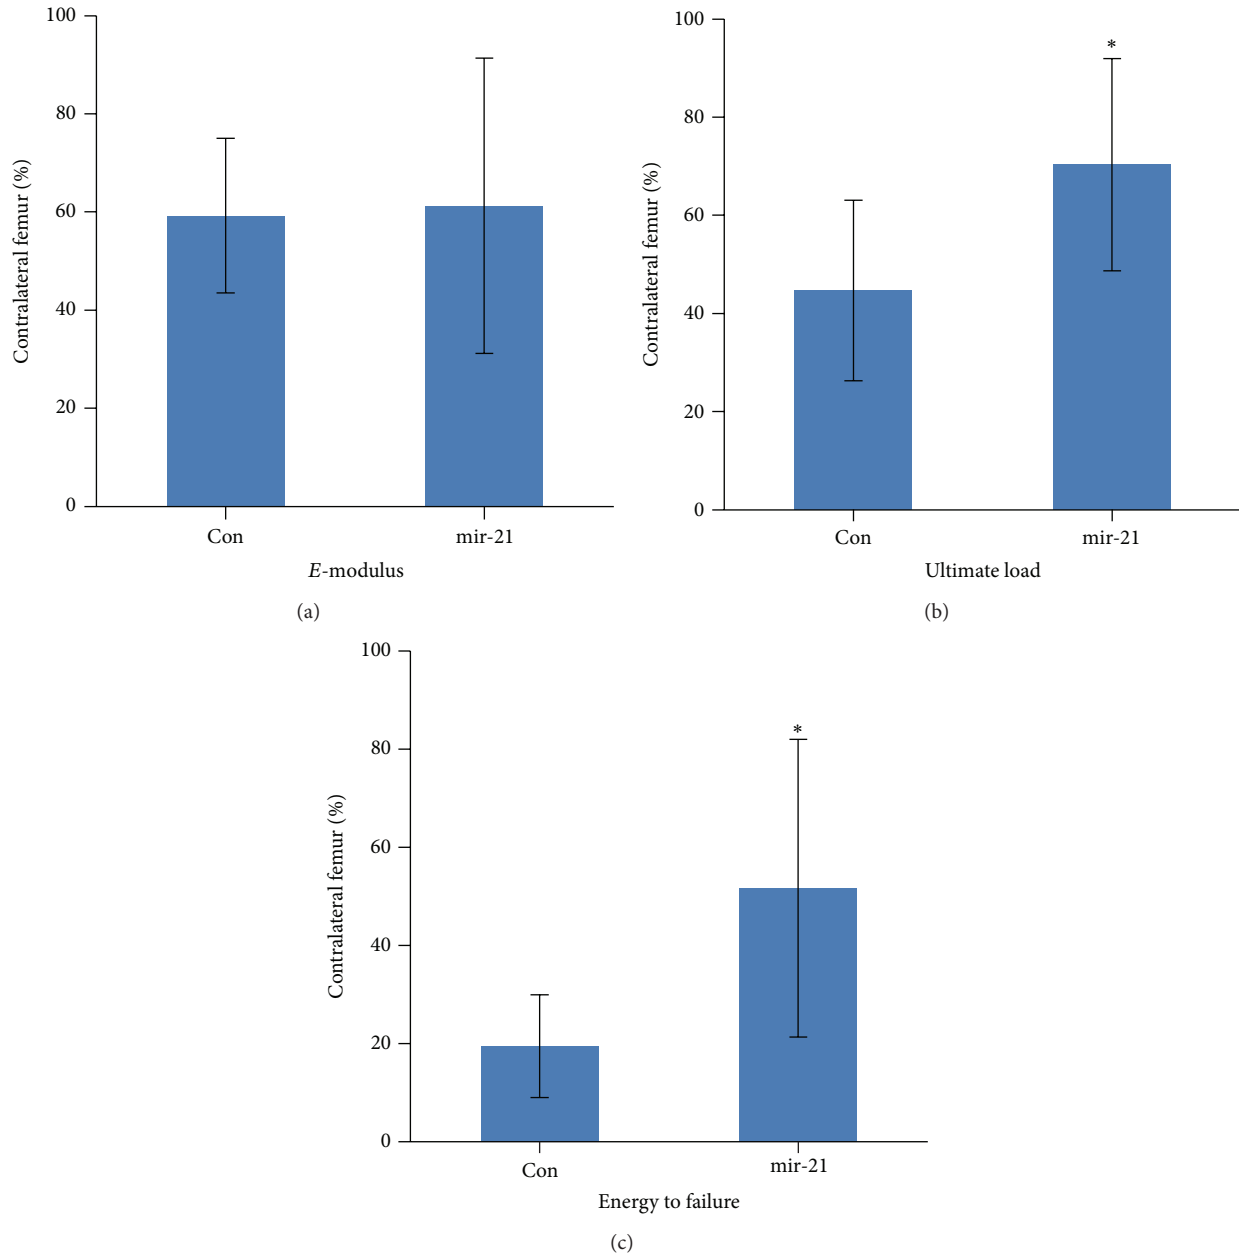 Contralateral femur (%)
100
80
60
40
20
0
Con
mir-21
E-modulus
(a)
Contralateral femur (%)
100
80
60
40
20
0
*
Con
mir-21
Ultimate load
(b)
Contralateral femur (%)
100
80
60
40
20
0
*
Con
mir-21
Energy to failure
(c)